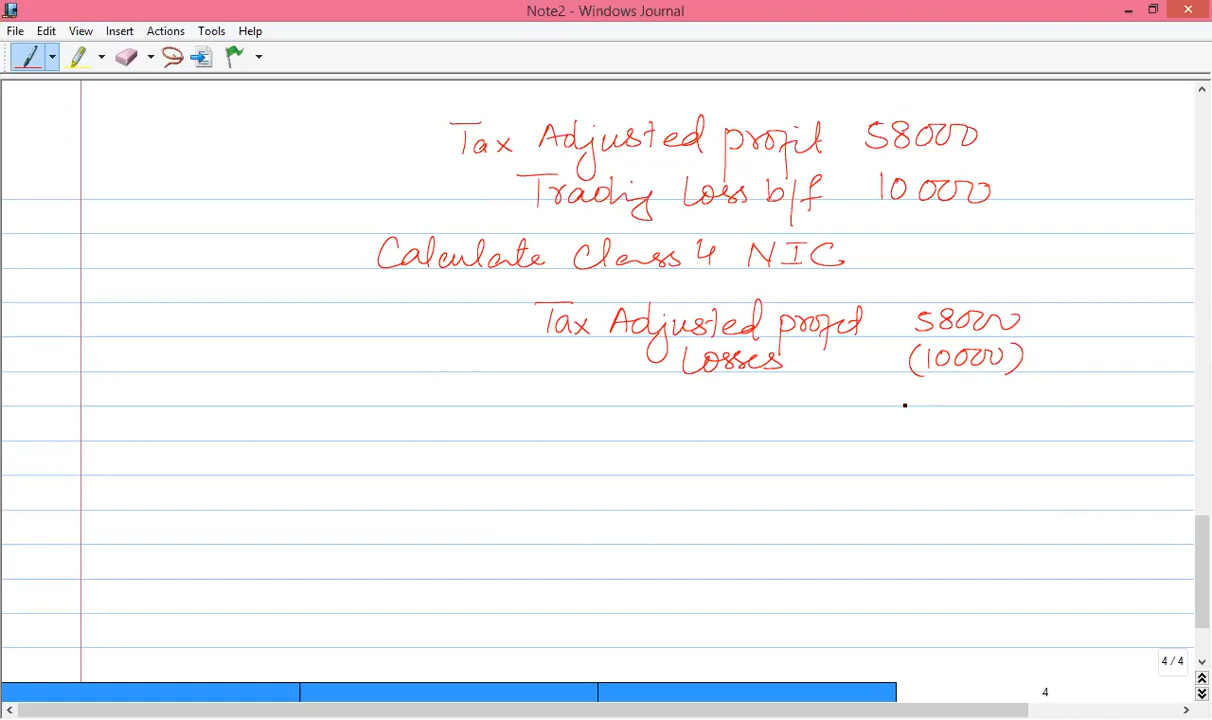 Note2 - Windows Journal
File Edit View Insert Actions Tools Help
Tax Adjusted profit 58000
Trading Loss b/f 10000
Calculate Class 4 NIC
Tax Adjusted profit 58000
Losses (10000)
4 / 4
4